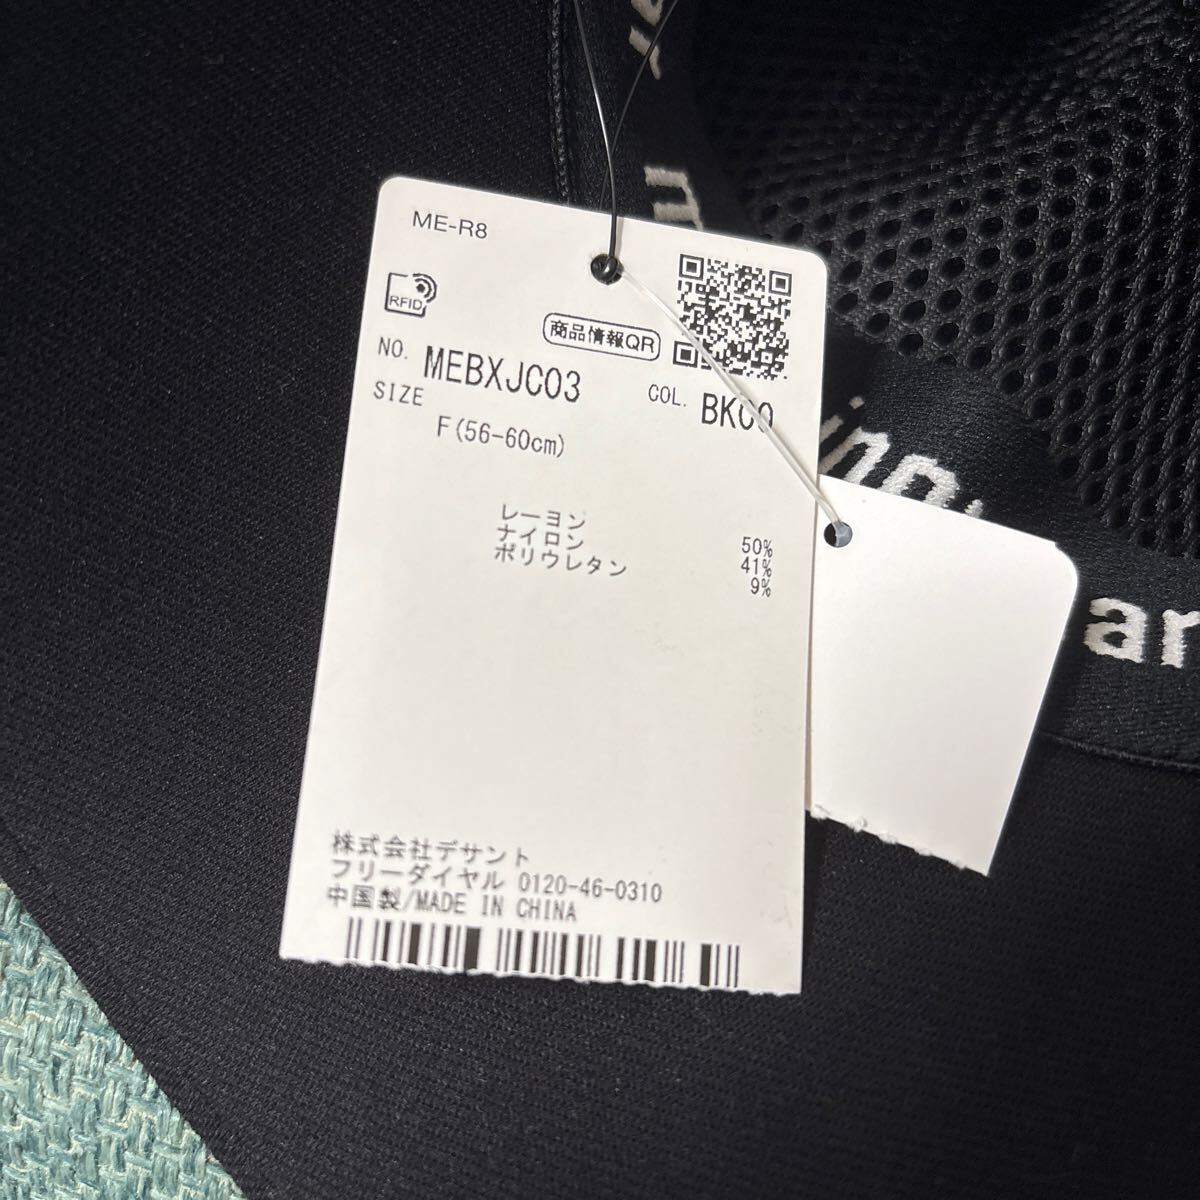 ME-R8
RFID
商品情報QR
NO. MEBXJC03
COL. BK00
SIZE
F(56-60cm)
レーヨン 50%
ナイロン 41%
ポリウレタン 9%
株式会社デサント
フリーダイヤル 0120-46-0310
中国製/MADE IN CHINA
ar